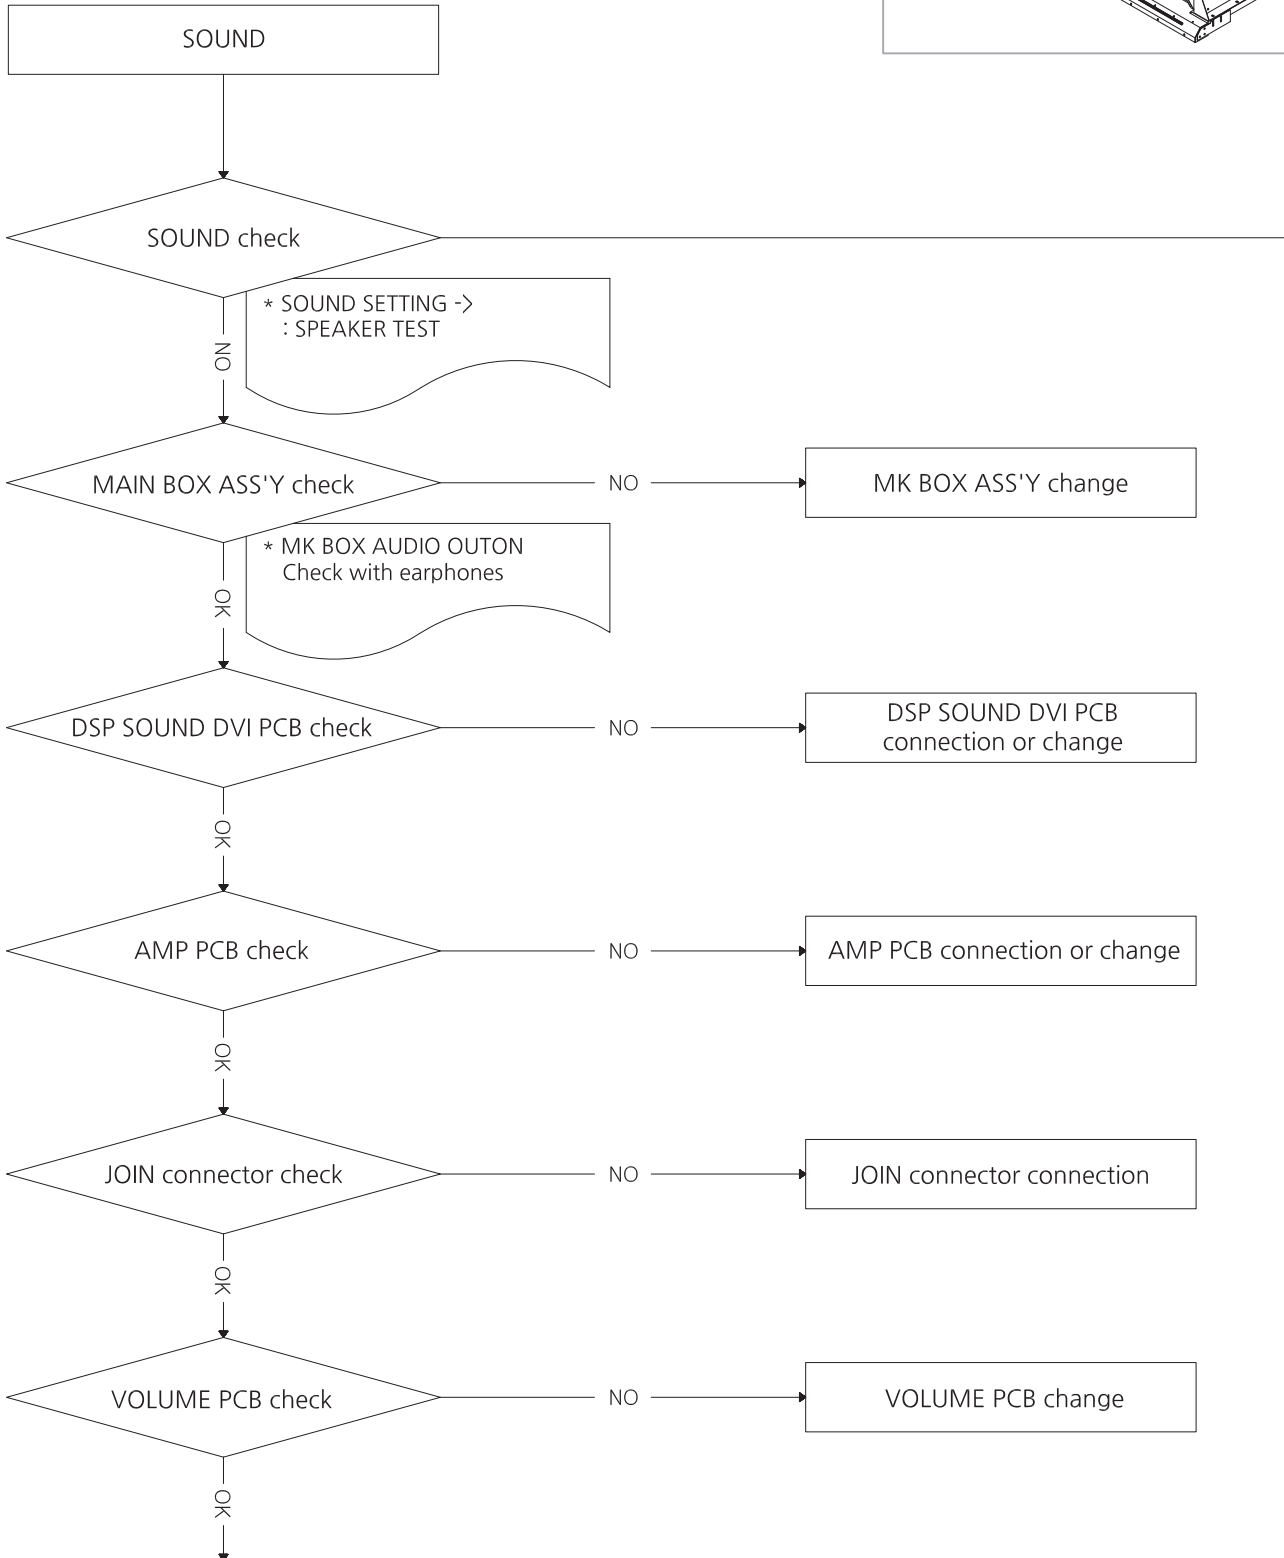 SOUND
SOUND check
* SOUND SETTING ->
: SPEAKER TEST
NO
MAIN BOX ASS'Y check
NO
MK BOX ASS'Y change
* MK BOX AUDIO OUTON
Check with earphones
OK
DSP SOUND DVI PCB check
NO
DSP SOUND DVI PCB
connection or change
OK
AMP PCB check
NO
AMP PCB connection or change
OK
JOIN connector check
NO
JOIN connector connection
OK
VOLUME PCB check
NO
VOLUME PCB change
OK